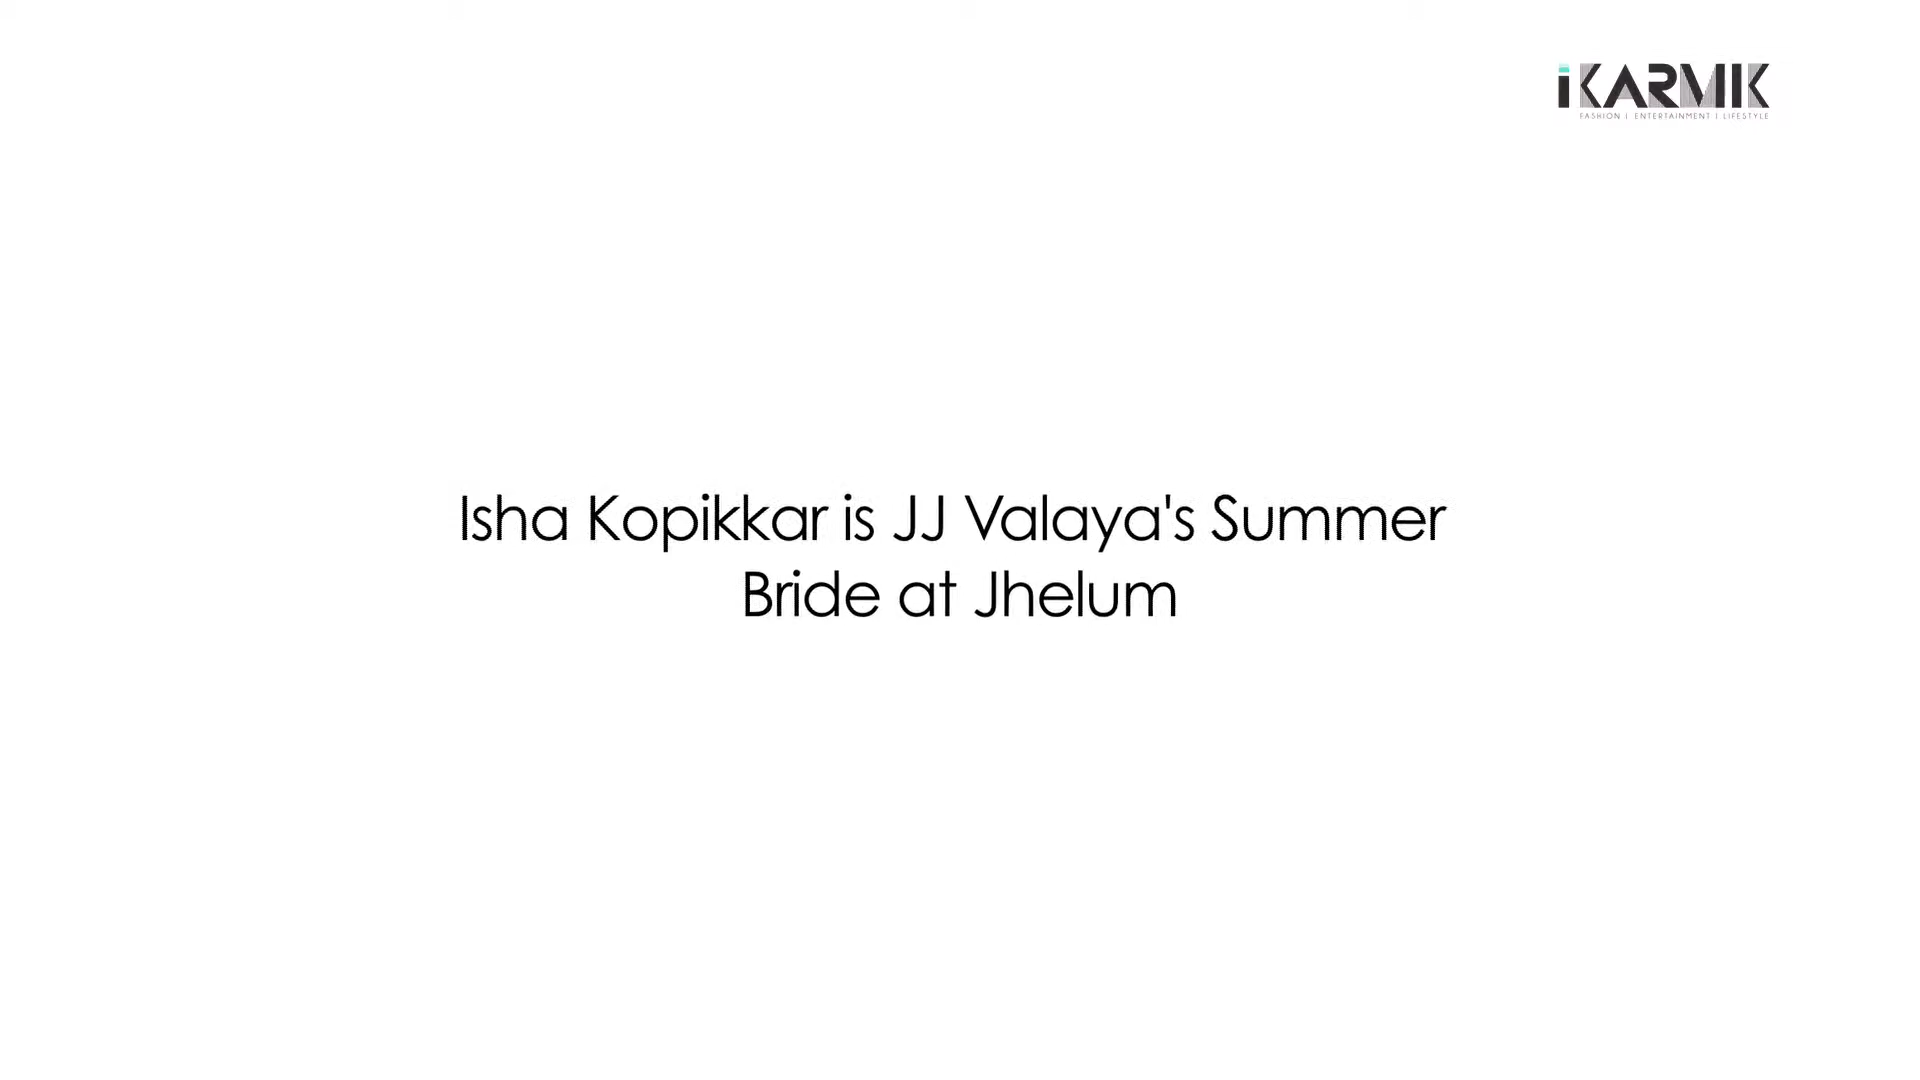 iKARMIK
FASHION | ENTERTAINMENT | LIFESTYLE
Isha Kopikkar is JJ Valaya's Summer
Bride at Jhelum